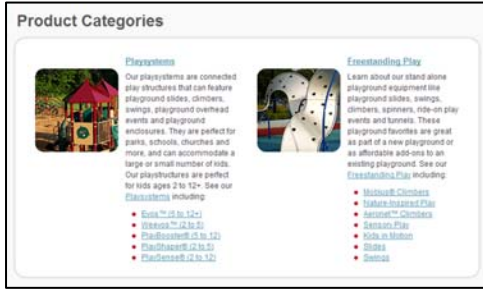 Product Categories
Playsystems
Our playsystems are connected
play structures that can feature
playground slides, climbers,
swings, playground overhead
events and playground
enclosures. They are perfect for
parks, schools, churches and
more, and can accommodate a
large or small number of kids.
Our playstructures are perfect
for kids ages 2 to 12+. See our
Playsystems including:
Evos™ (5 to 12+)
Weevos™ (2 to 5)
PlayBooster® (5 to 12)
PlayShaper® (2 to 5)
PlaySense® (2 to 12)
Freestanding Play
Learn about our stand alone
playground equipment like
playground slides, swings,
climbers, spinners, ride-on play
events and tunnels. These
playground favorites are great
as part of a new playground or
as affordable add-ons to an
existing playground. See our
Freestanding Play including:
Mobius® Climbers
Nature-Inspired Play
Aeronet™ Climbers
Sensory Play
Kids in Motion
Slides
Swings